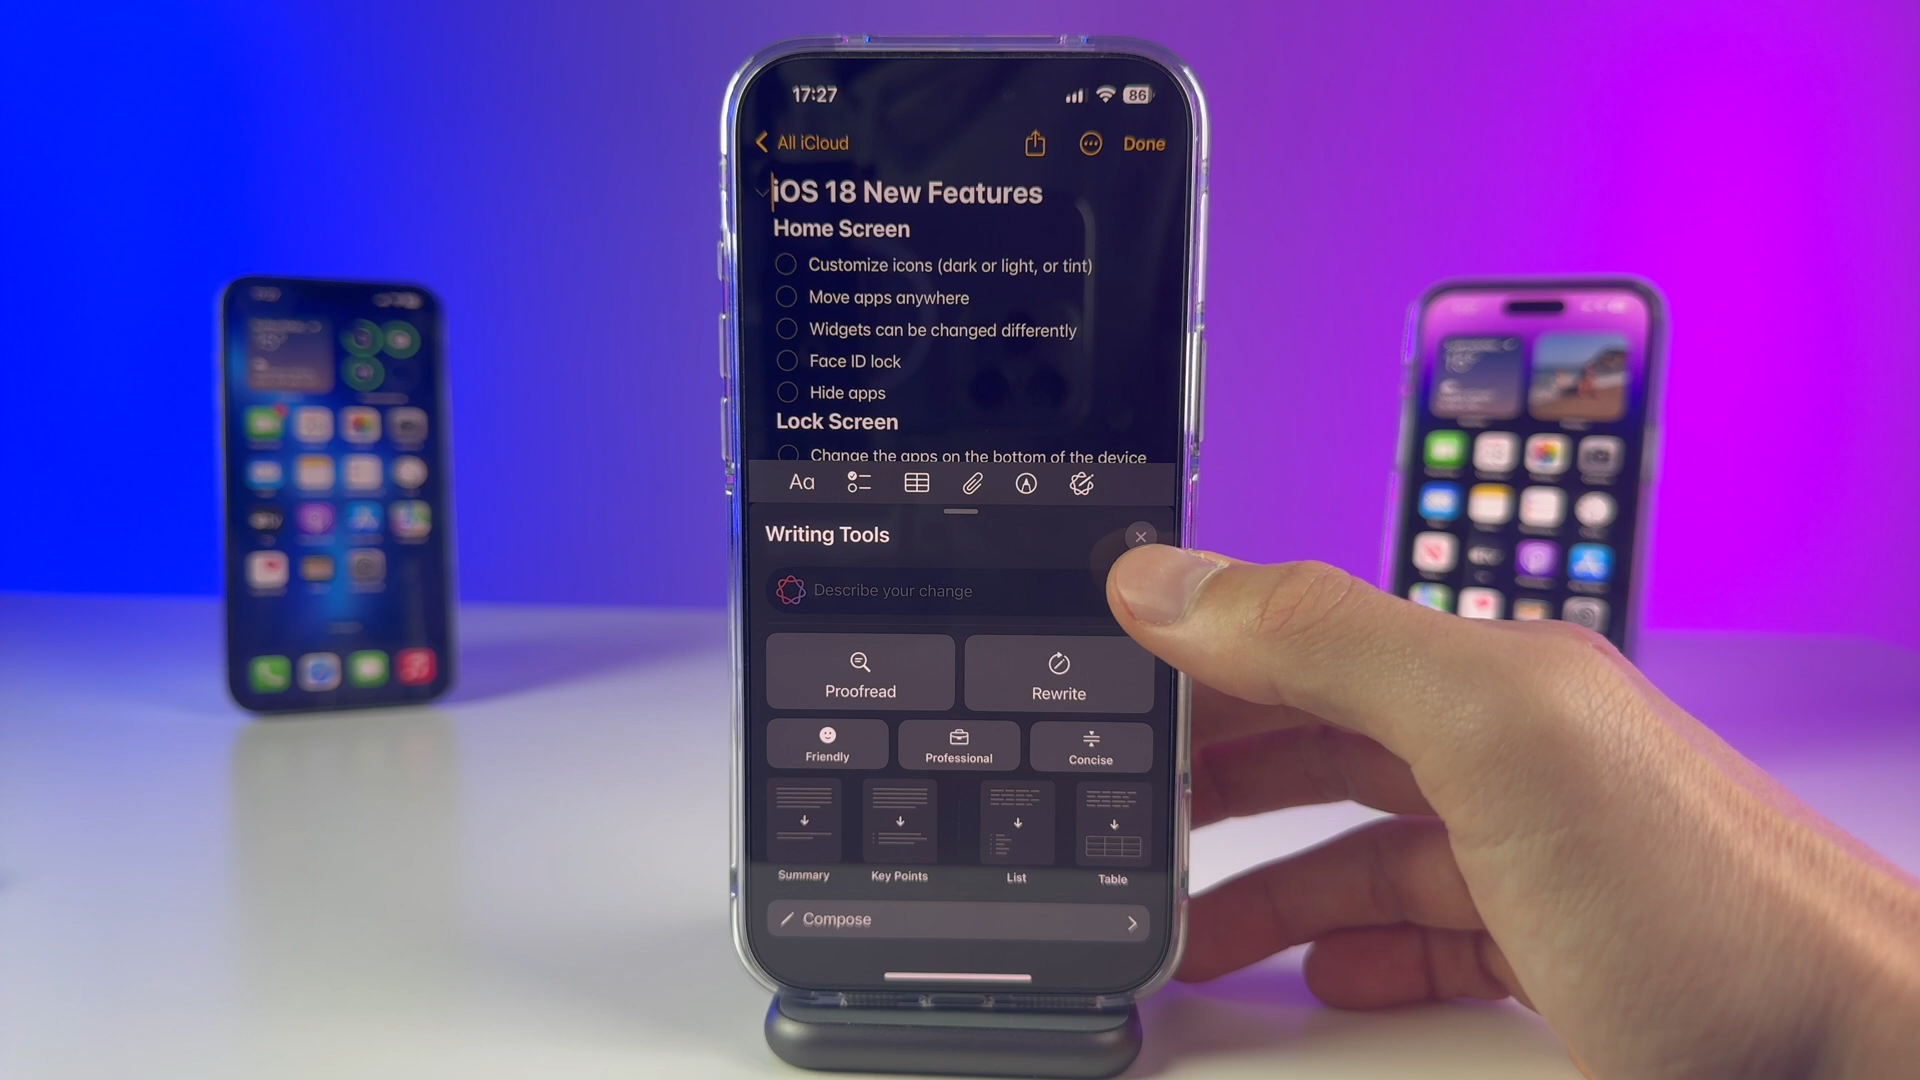 17:27
86
All iCloud
Done
iOS 18 New Features
Home Screen
Customize icons (dark or light, or tint)
Move apps anywhere
Widgets can be changed differently
Face ID lock
Hide apps
Lock Screen
Change the apps on the bottom of the device
Aa
Writing Tools
Describe your change
Proofread
Rewrite
Friendly
Professional
Concise
Summary
Key Points
List
Table
Compose